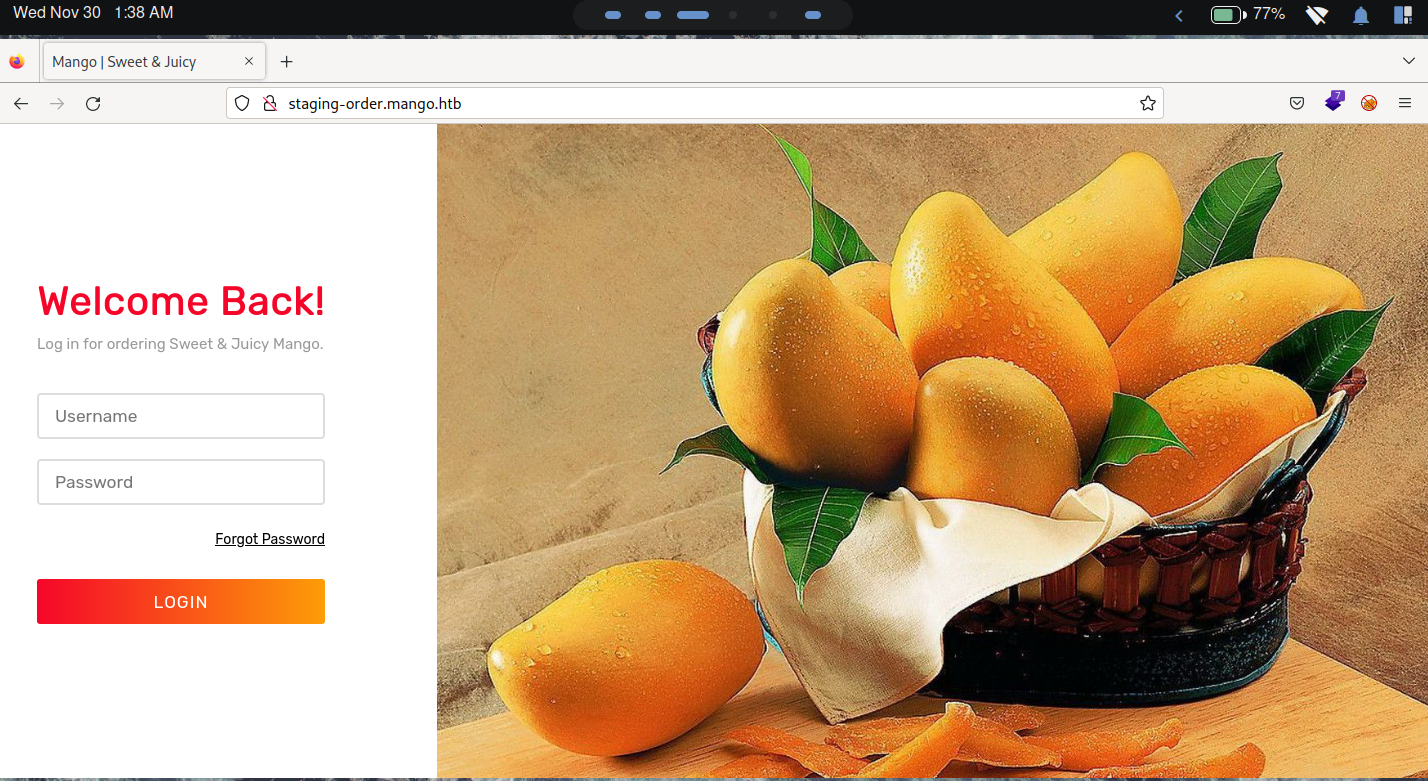 Wed Nov 30 1:38 AM
77%
Mango | Sweet & Juicy
staging-order.mango.htb
7
Welcome Back!
Log in for ordering Sweet & Juicy Mango.
Username
Password
Forgot Password
LOGIN